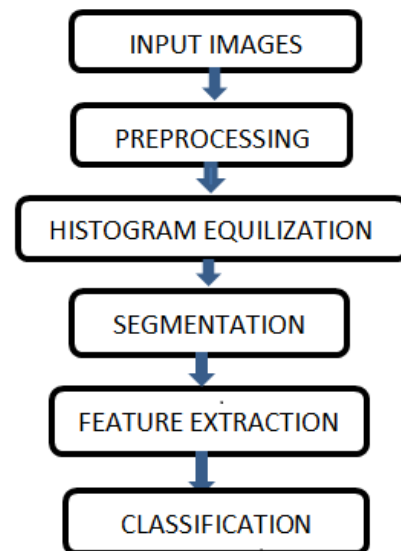 INPUT IMAGES
PREPROCESSING
HISTOGRAM EQUILIZATION
SEGMENTATION
FEATURE EXTRACTION
CLASSIFICATION